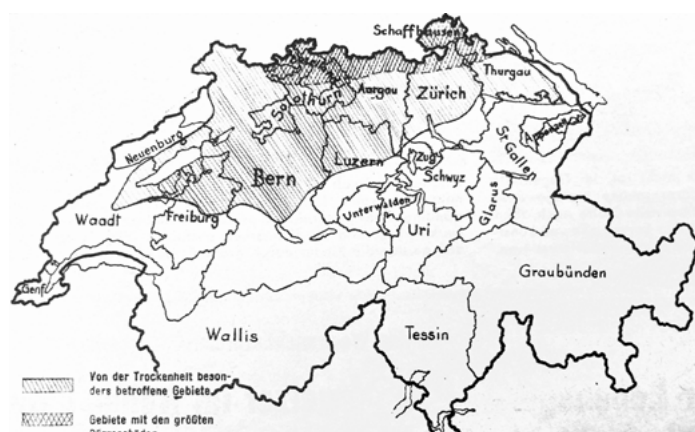 Schaffhausen
Thurgau
Aargau
Zürich
Solothurn
Appenzell
St Gallen
Neuenburg
Luzern
Zug
Bern
Schwyz
Unterwalden
Glarus
Waadt
Freiburg
Uri
Graubünden
Genf
Wallis
Tessin
Von der Trockenheit beson-
ders betroffene Gebiete
Gebiete mit den größten